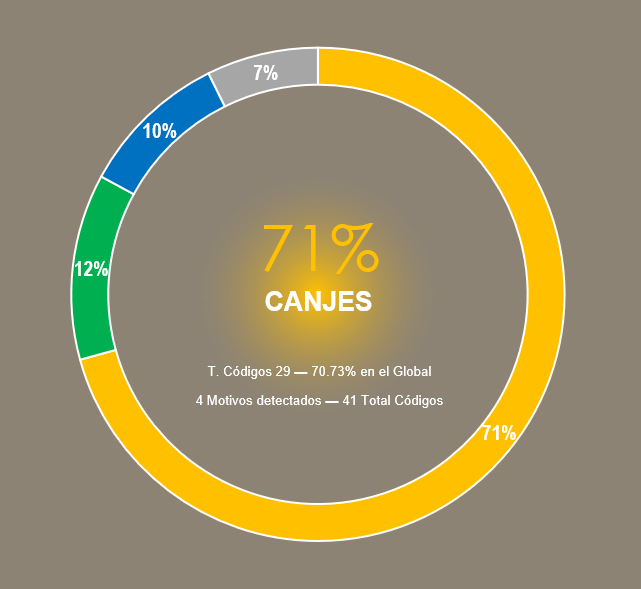 7%
10%
12%
71%
CANJES
T. Códigos 29 — 70.73% en el Global
4 Motivos detectados — 41 Total Códigos
71%